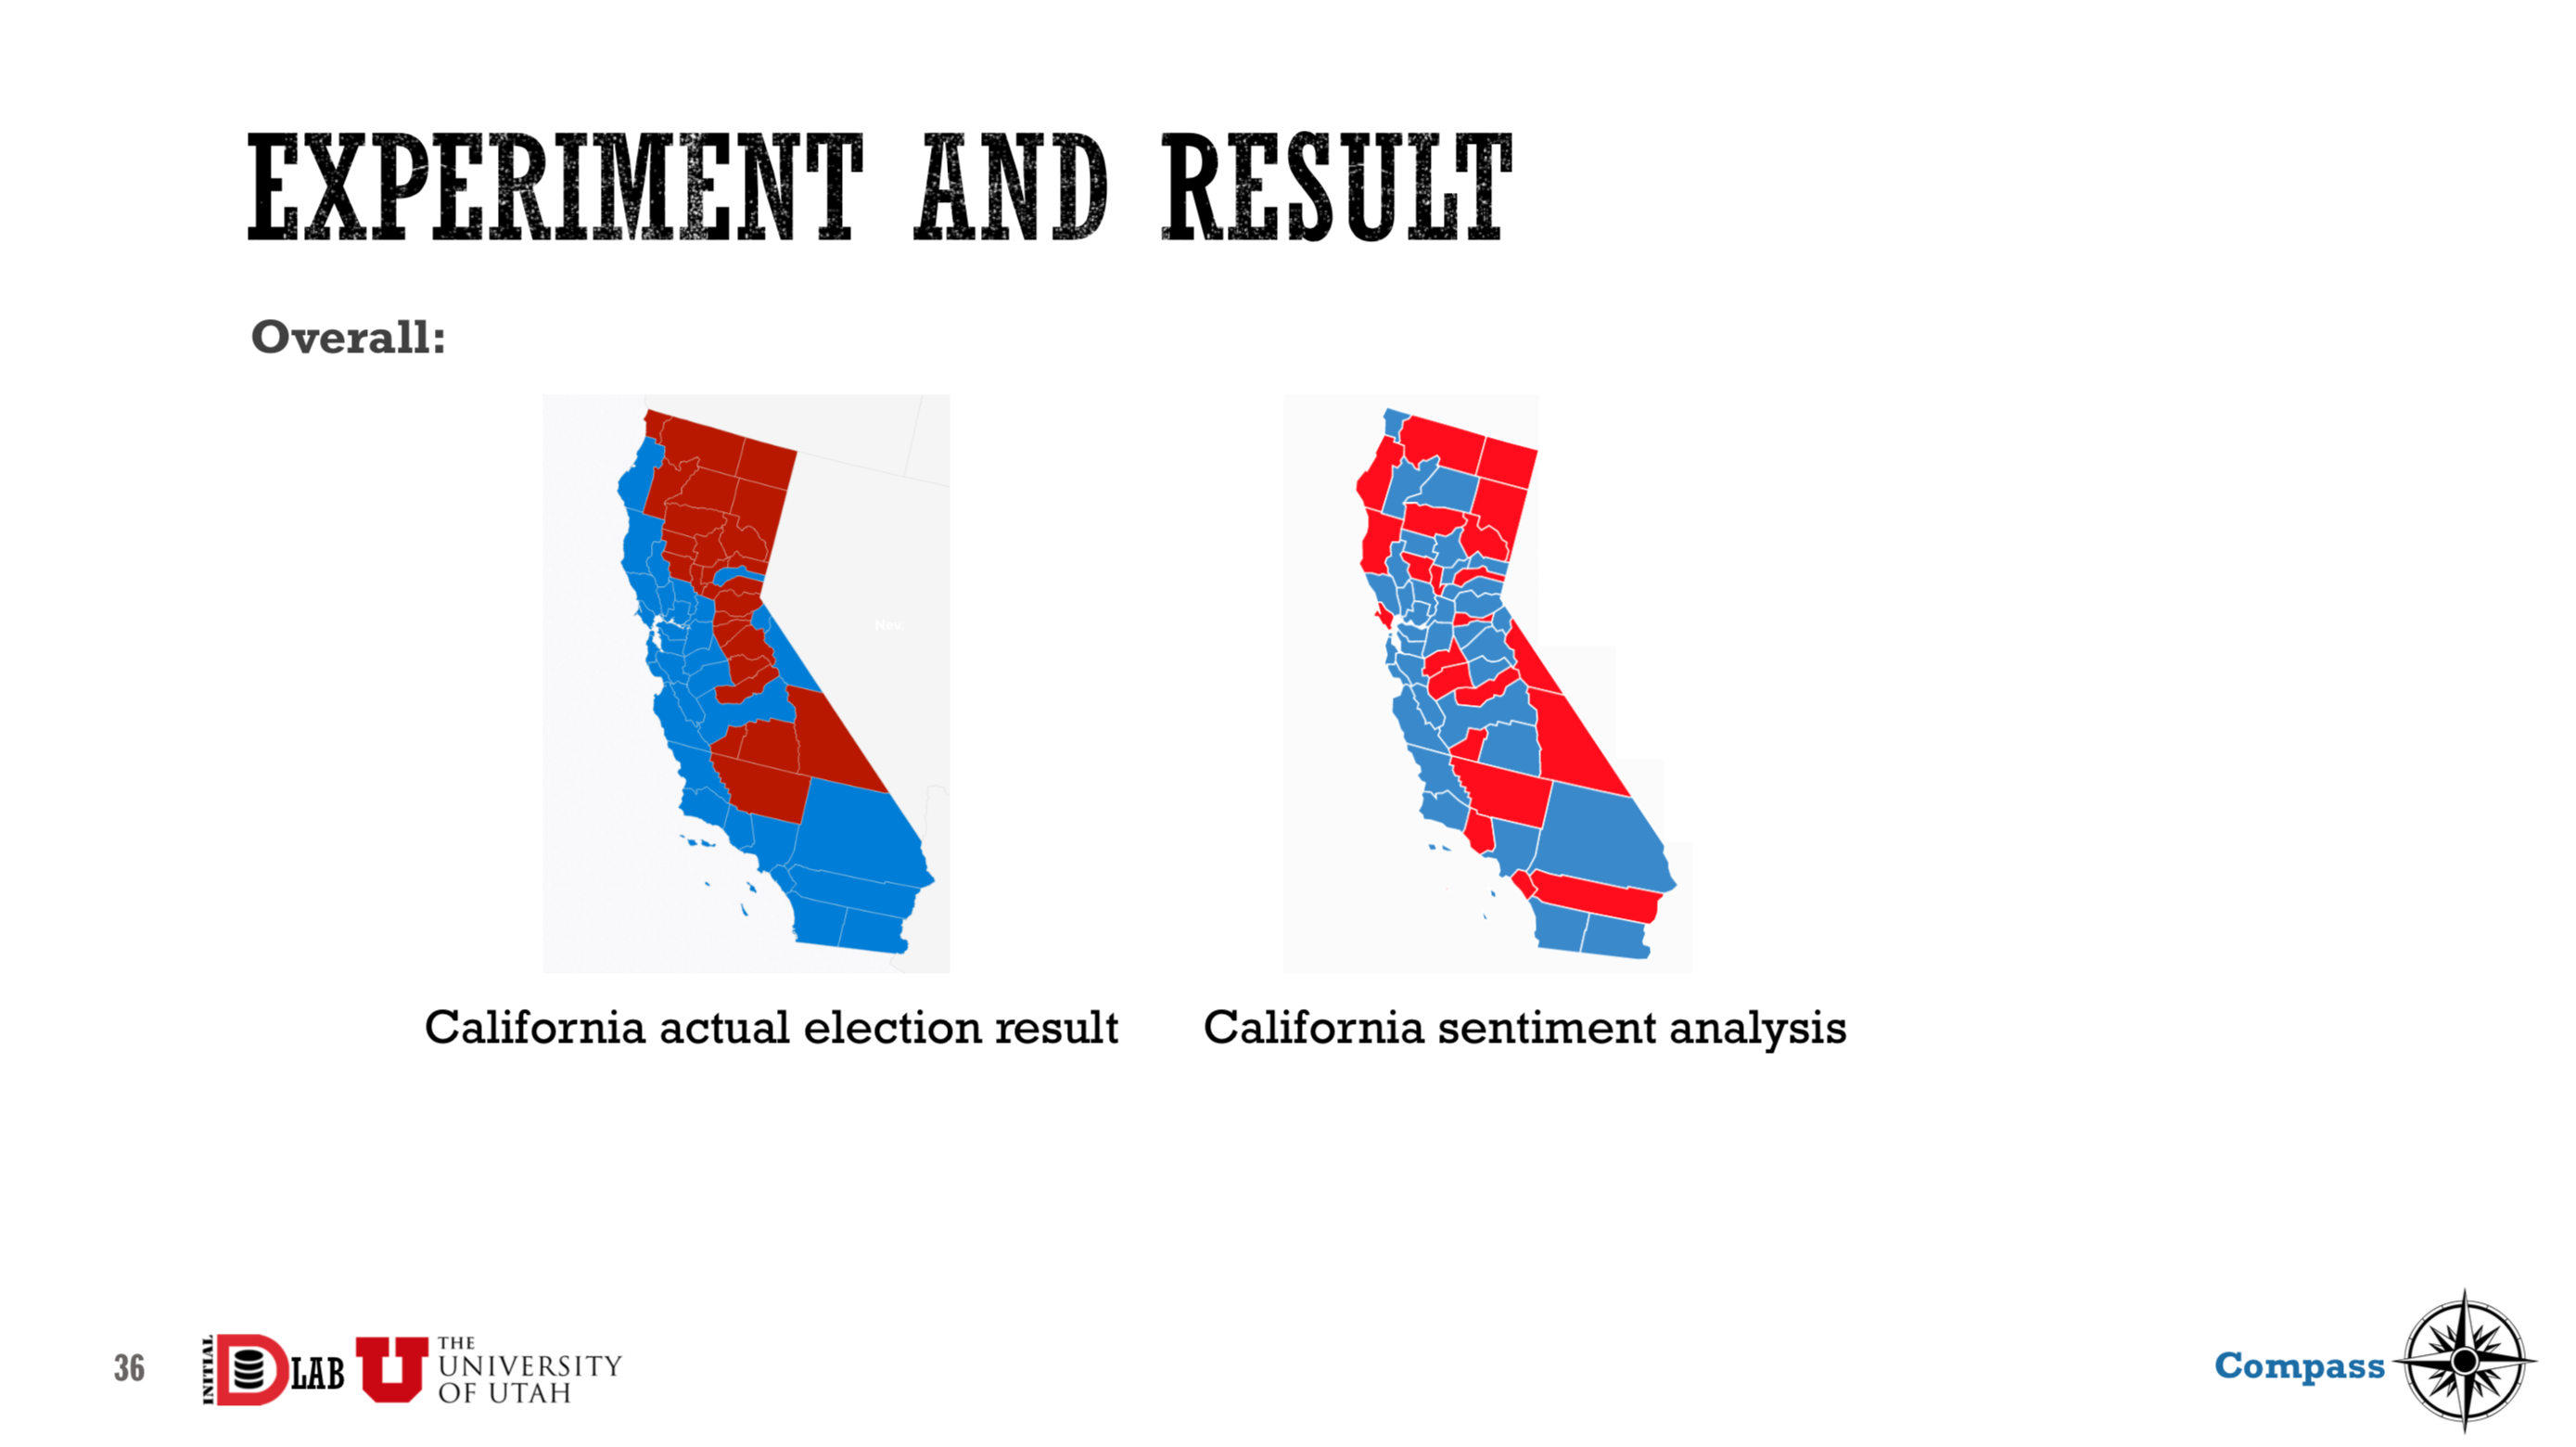 EXPERIMENT AND RESULT
Overall:
Nev.
California actual election result
California sentiment analysis
36
INITIAL
D LAB
U
THE
UNIVERSITY
OF UTAH
Compass